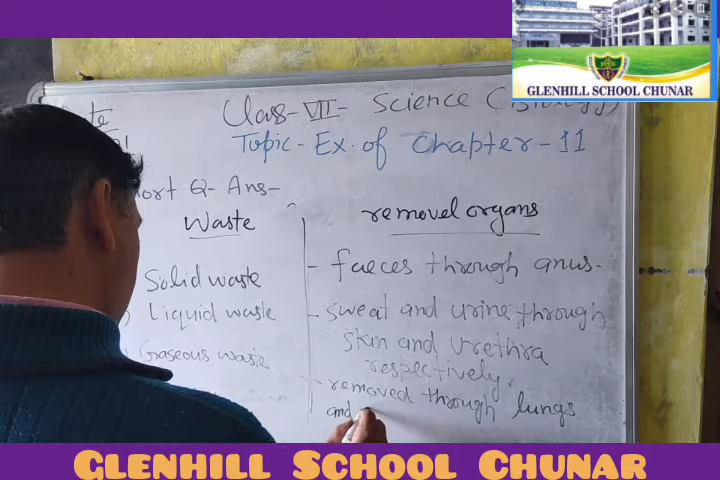 GLENHILL SCHOOL CHUNAR
Class-VII- Science (Biology)
Topic-Ex.of Chapter-11
Q-Ans-
Waste
removel organs
Solid waste
- faeces through anus.
Liquid waste
- sweat and urine through
skin and urethra
respectively.
Gaseous waste
- removed through lungs
and
GLENHILL SCHOOL CHUNAR